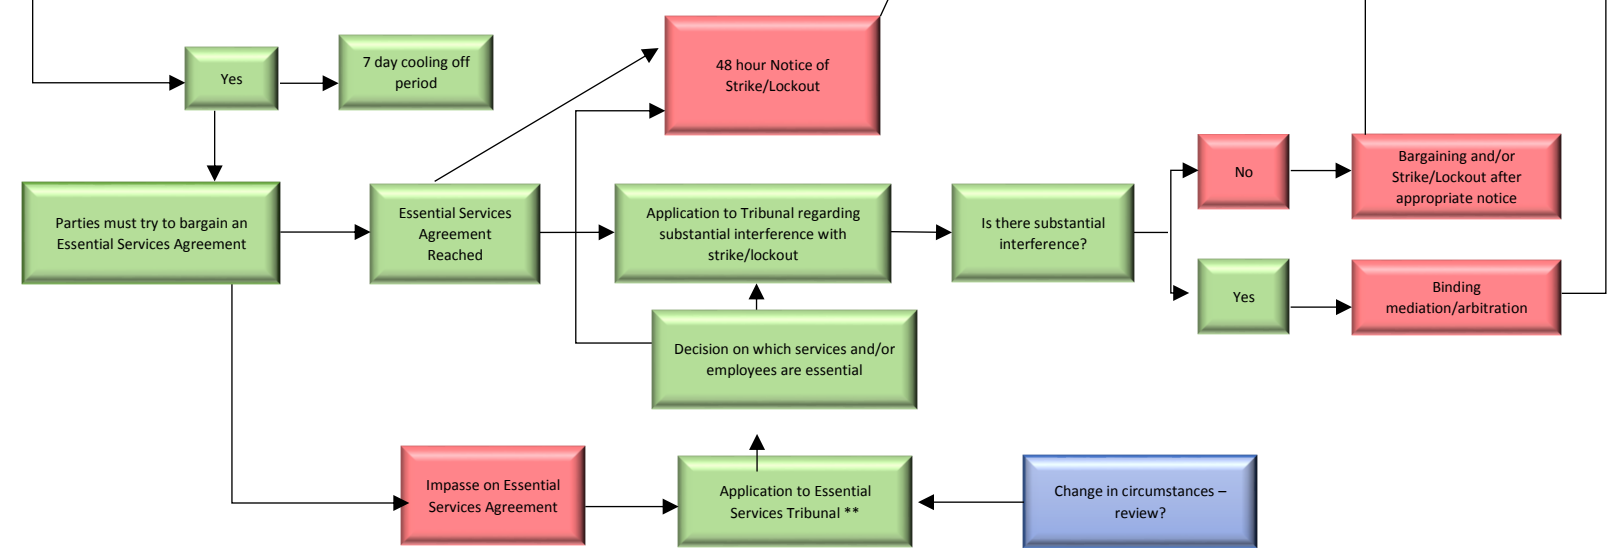 Yes
7 day cooling off
period
48 hour Notice of
Strike/Lockout
Parties must try to bargain an
Essential Services Agreement
Essential Services
Agreement
Reached
Application to Tribunal regarding
substantial interference with
strike/lockout
Is there substantial
interference?
No
Bargaining and/or
Strike/Lockout after
appropriate notice
Yes
Binding
mediation/arbitration
Decision on which services and/or
employees are essential
Impasse on Essential
Services Agreement
Application to Essential
Services Tribunal **
Change in circumstances –
review?